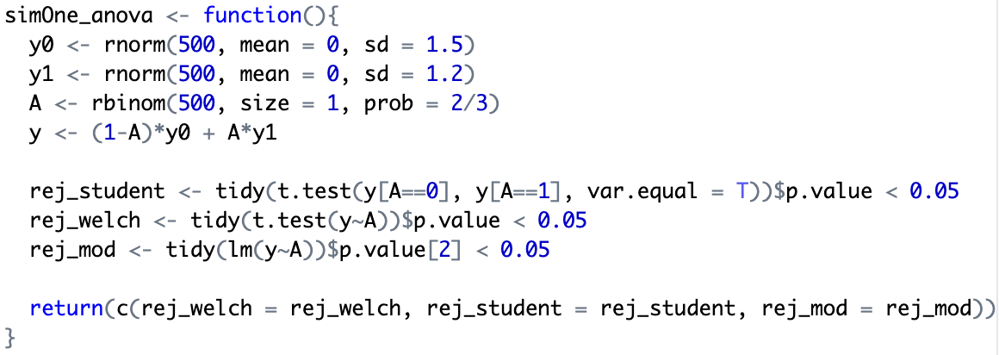 simOne_anova <- function(){
  y0 <- rnorm(500, mean = 0, sd = 1.5)
  y1 <- rnorm(500, mean = 0, sd = 1.2)
  A <- rbinom(500, size = 1, prob = 2/3)
  y <- (1-A)*y0 + A*y1

  rej_student <- tidy(t.test(y[A==0], y[A==1], var.equal = T))$p.value < 0.05
  rej_welch <- tidy(t.test(y~A))$p.value < 0.05
  rej_mod <- tidy(lm(y~A))$p.value[2] < 0.05

  return(c(rej_welch = rej_welch, rej_student = rej_student, rej_mod = rej_mod))
}